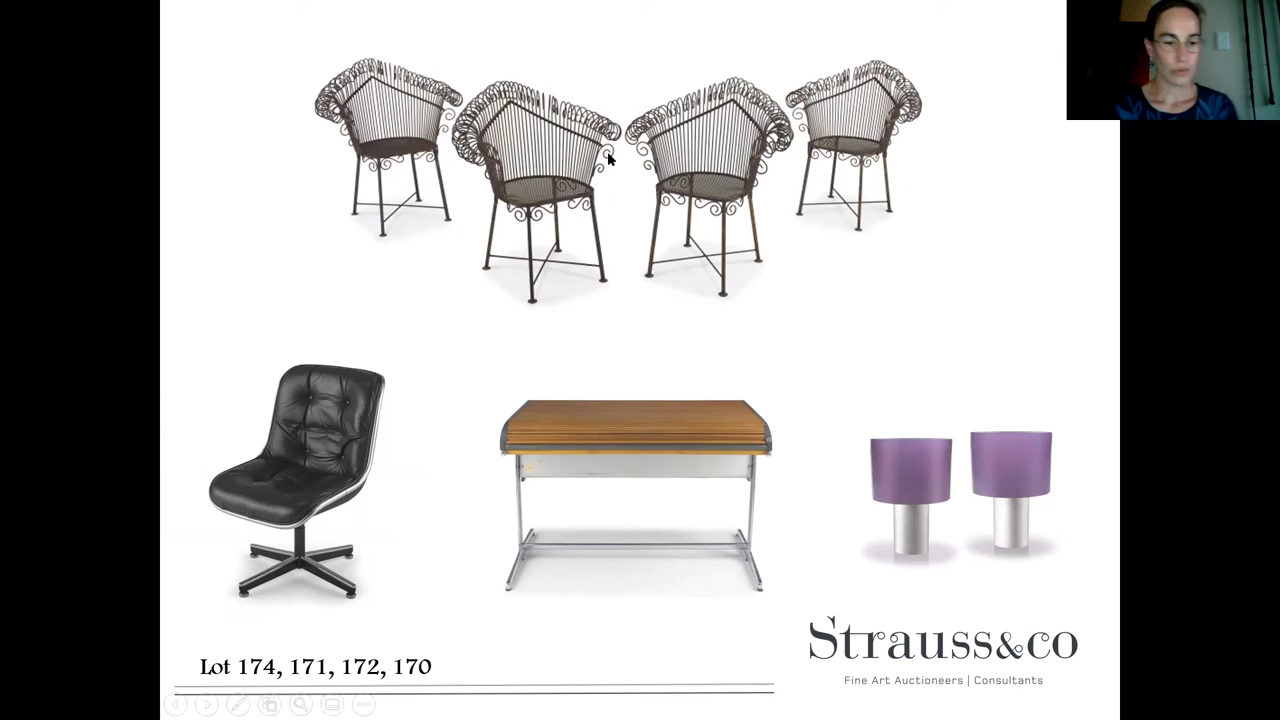 Lot 174, 171, 172, 170
Strauss&co
Fine Art Auctioneers | Consultants